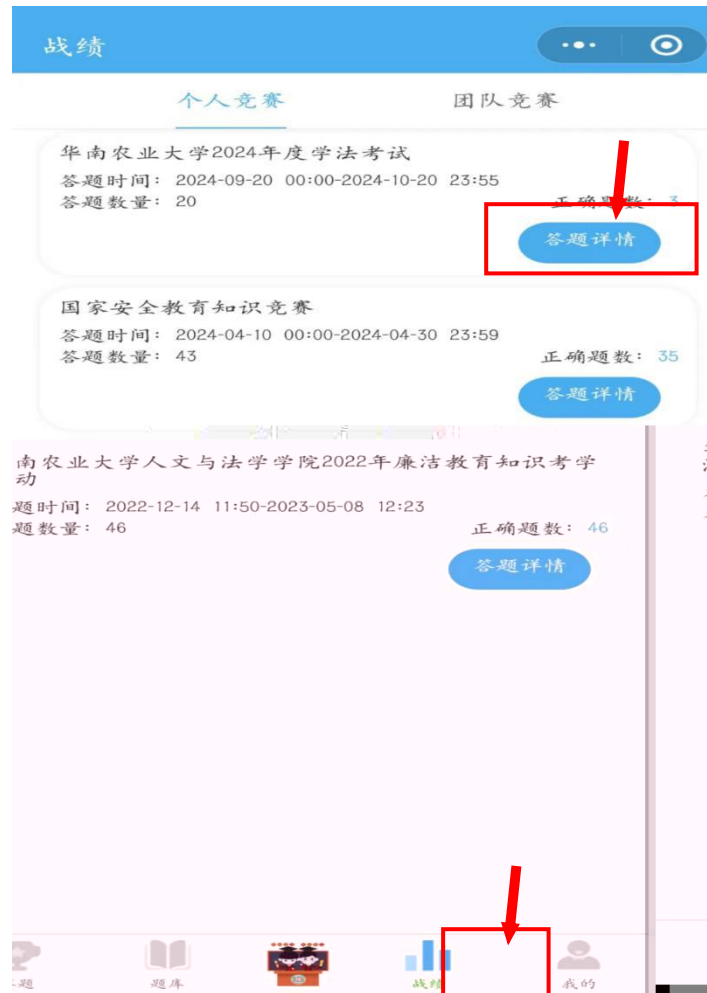 战绩
个人竞赛 团队竞赛
华南农业大学2024年度学法考试
答题时间: 2024-09-20 00:00-2024-10-20 23:55
答题数量: 20 正确题数: 3
答题详情
国家安全教育知识竞赛
答题时间: 2024-04-10 00:00-2024-04-30 23:59
答题数量: 43 正确题数: 35
答题详情
南农业大学人文与法学学院2022年廉洁教育知识考学
动
题时间: 2022-12-14 11:50-2023-05-08 12:23
题数量: 46 正确题数: 46
答题详情
题 题库 战绩 我的